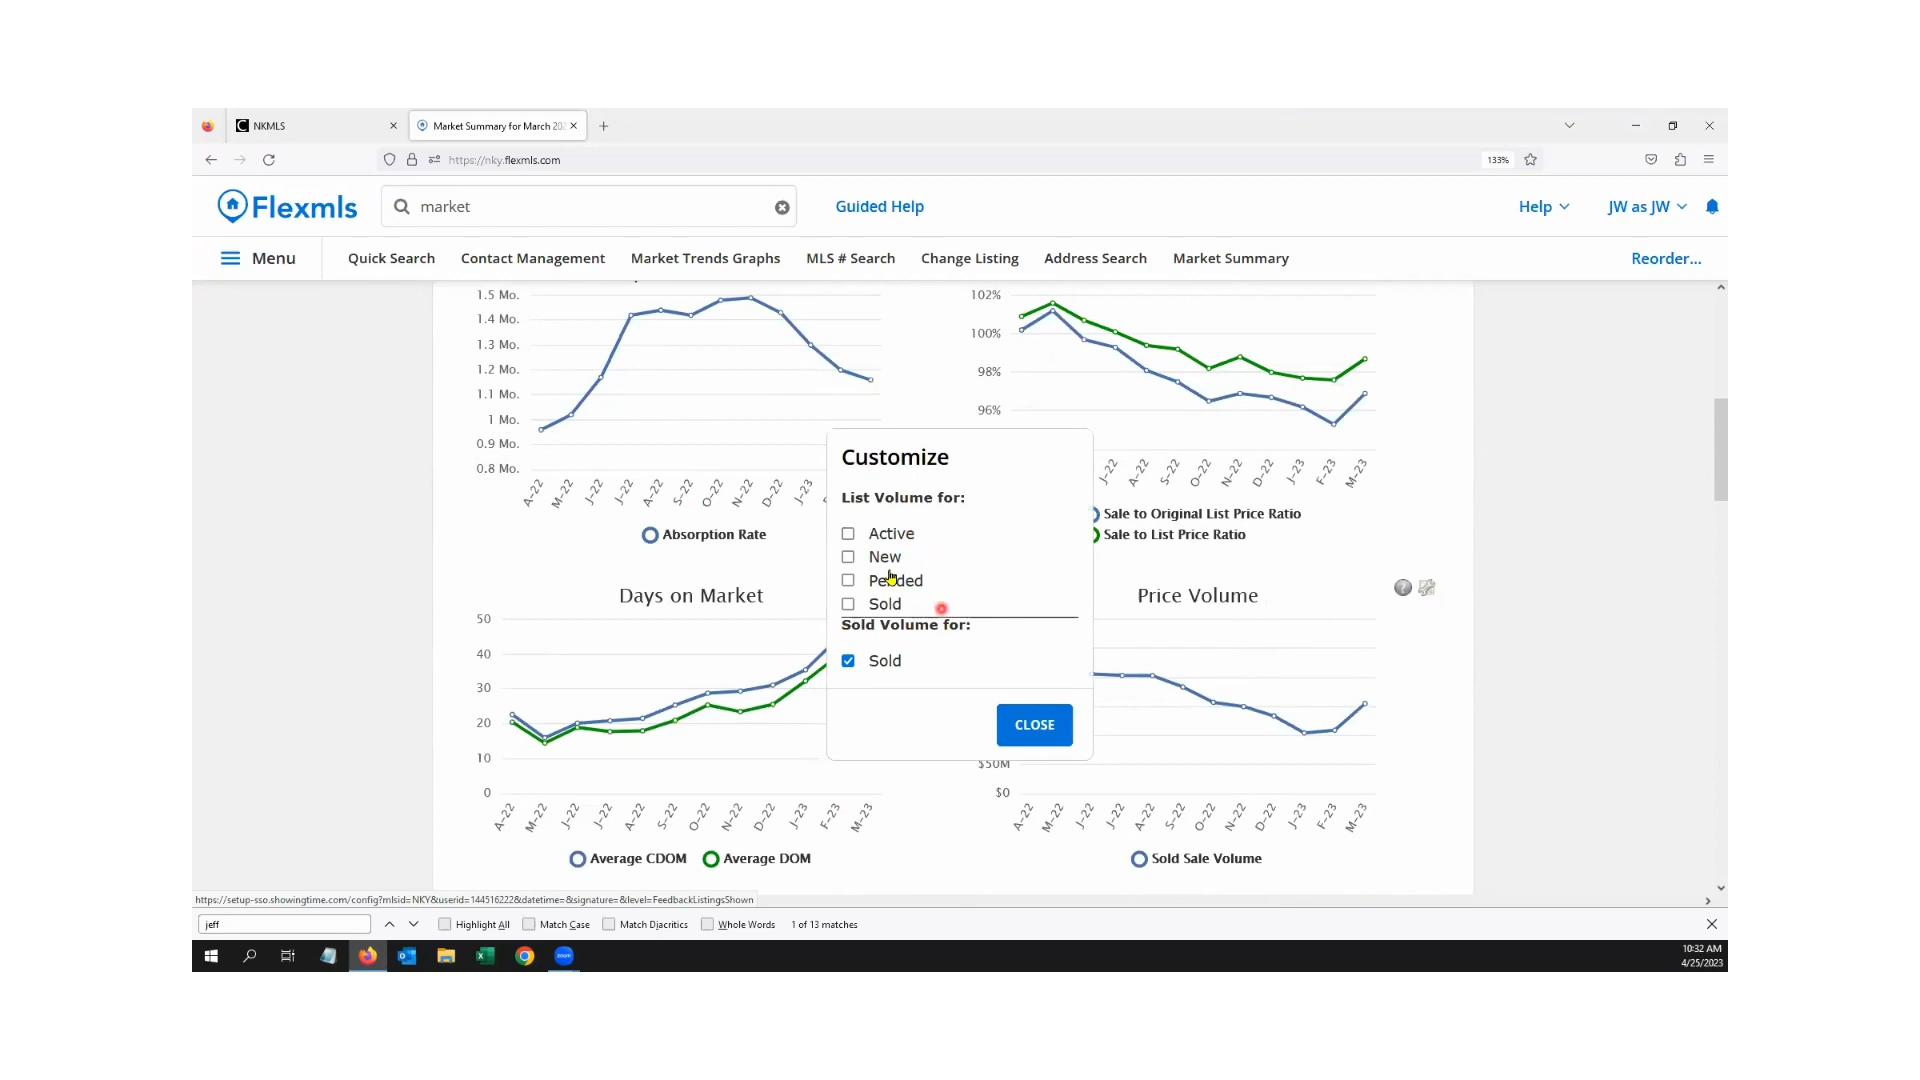 NKMLS
Market Summary for March 20
https://nky.flexmls.com
133%
Flexmls
market
Guided Help
Help
JW as JW
Menu
Quick Search
Contact Management
Market Trends Graphs
MLS # Search
Change Listing
Address Search
Market Summary
Reorder...
1.5 Mo.
1.4 Mo.
1.3 Mo.
1.2 Mo.
1.1 Mo.
1 Mo.
0.9 Mo.
0.8 Mo.
A-22
M-22
J-22
J-22
A-22
S-22
O-22
N-22
D-22
J-23
Absorption Rate
102%
100%
98%
96%
J-22
A-22
S-22
O-22
N-22
D-22
J-23
F-23
M-23
Sale to Original List Price Ratio
Sale to List Price Ratio
Customize
List Volume for:
Active
New
Pended
Sold
Sold Volume for:
Sold
CLOSE
Days on Market
50
40
30
20
10
0
A-22
M-22
J-22
J-22
A-22
S-22
O-22
N-22
D-22
J-23
F-23
M-23
Average CDOM
Average DOM
Price Volume
$50M
$0
A-22
M-22
J-22
J-22
A-22
S-22
O-22
N-22
D-22
J-23
F-23
M-23
Sold Sale Volume
https://setup-sso.showingtime.com/config?mlsid=NKY&userid=144516222&datetime=&signature=&level=FeedbackListingsShown
jeff
Highlight All
Match Case
Match Diacritics
Whole Words
1 of 13 matches
zoom
10:32 AM
4/25/2023